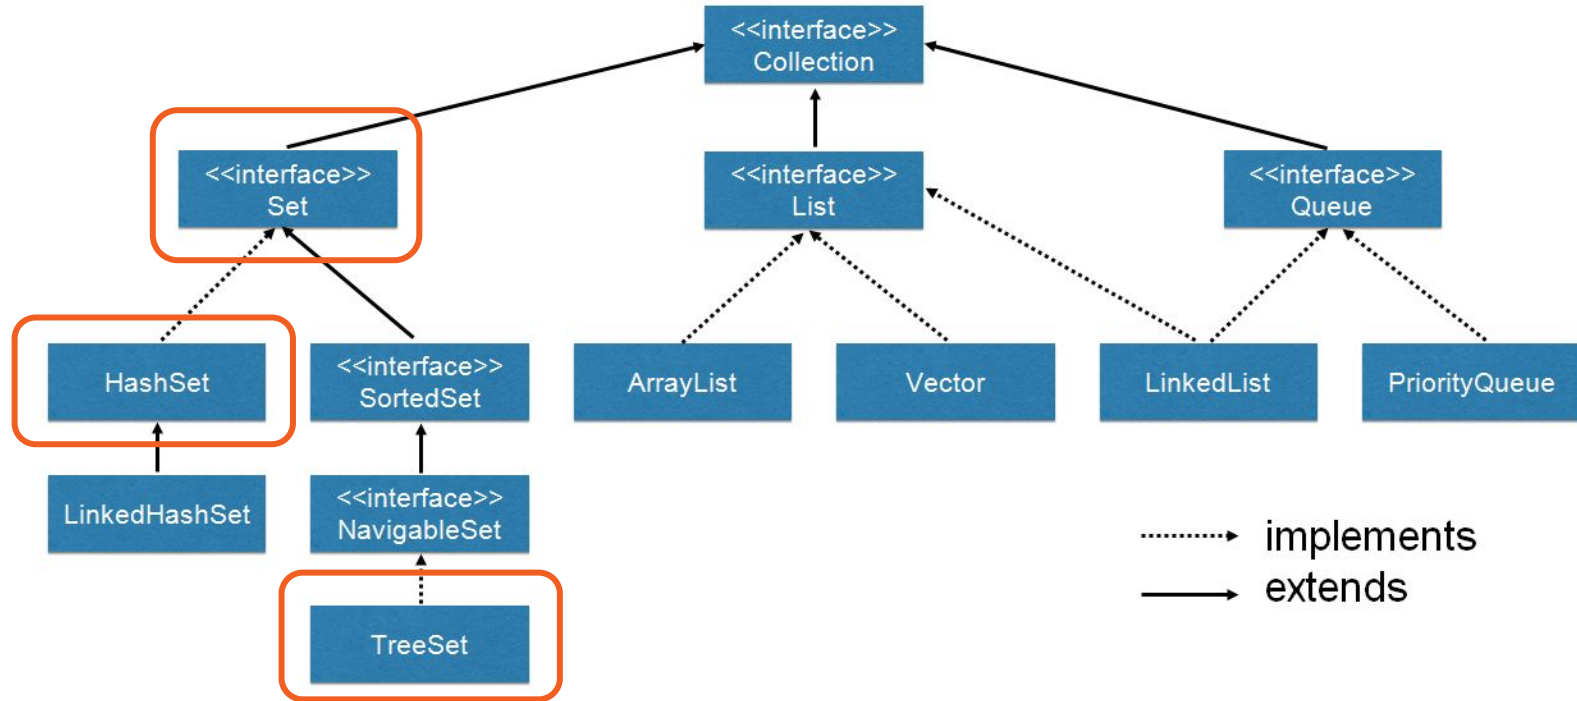 <<interface>>
Collection
<<interface>>
Set
<<interface>>
List
<<interface>>
Queue
HashSet
<<interface>>
SortedSet
ArrayList
Vector
LinkedList
PriorityQueue
LinkedHashSet
<<interface>>
NavigableSet
implements
extends
TreeSet